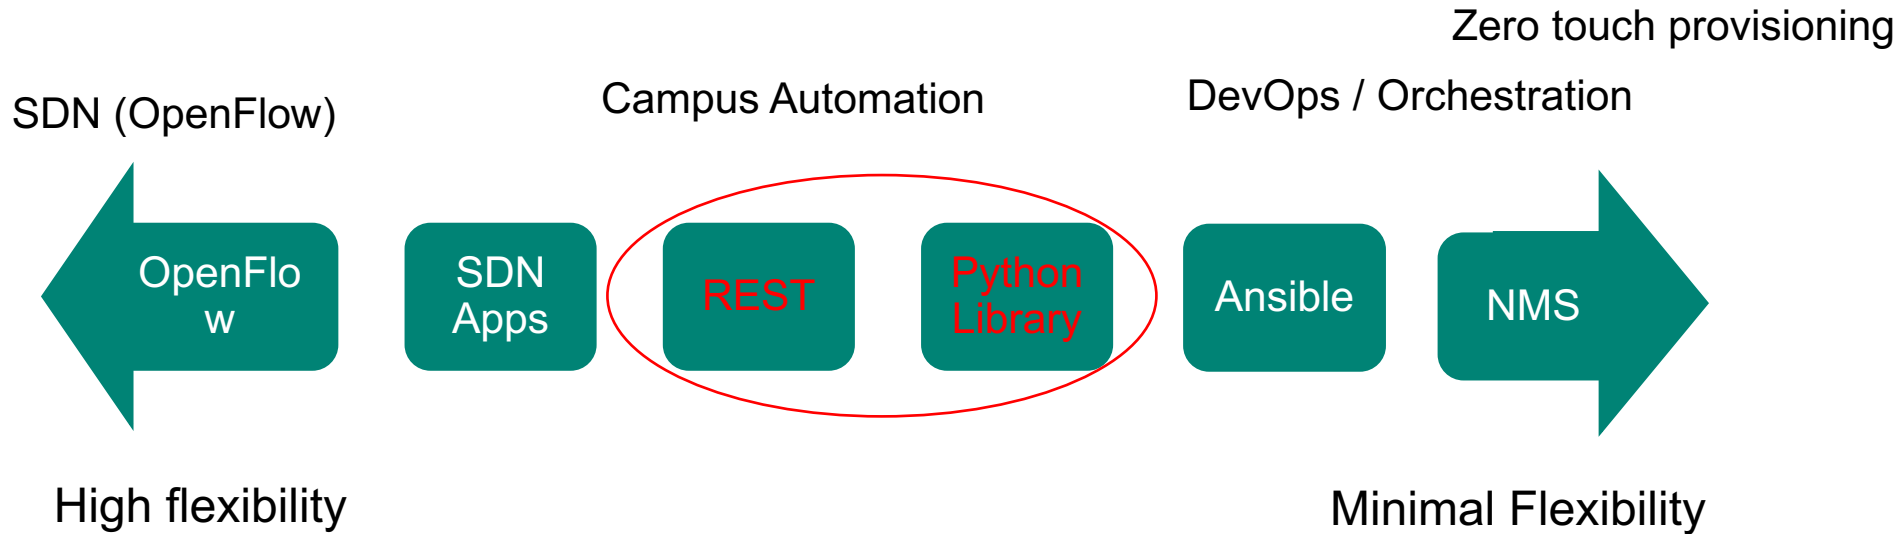 Zero touch provisioning
SDN (OpenFlow)
Campus Automation
DevOps / Orchestration
OpenFlo
w
SDN
Apps
REST
Python
Library
Ansible
NMS
High flexibility
Minimal Flexibility